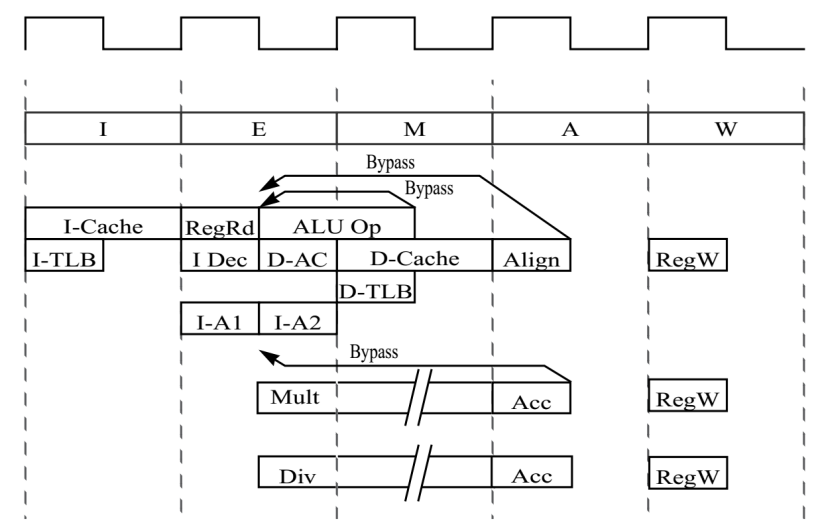 I E M A W
Bypass
Bypass
I-Cache RegRd ALU Op
I-TLB I Dec D-AC D-Cache Align RegW
D-TLB
I-A1 I-A2
Bypass
Mult Acc RegW
Div Acc RegW